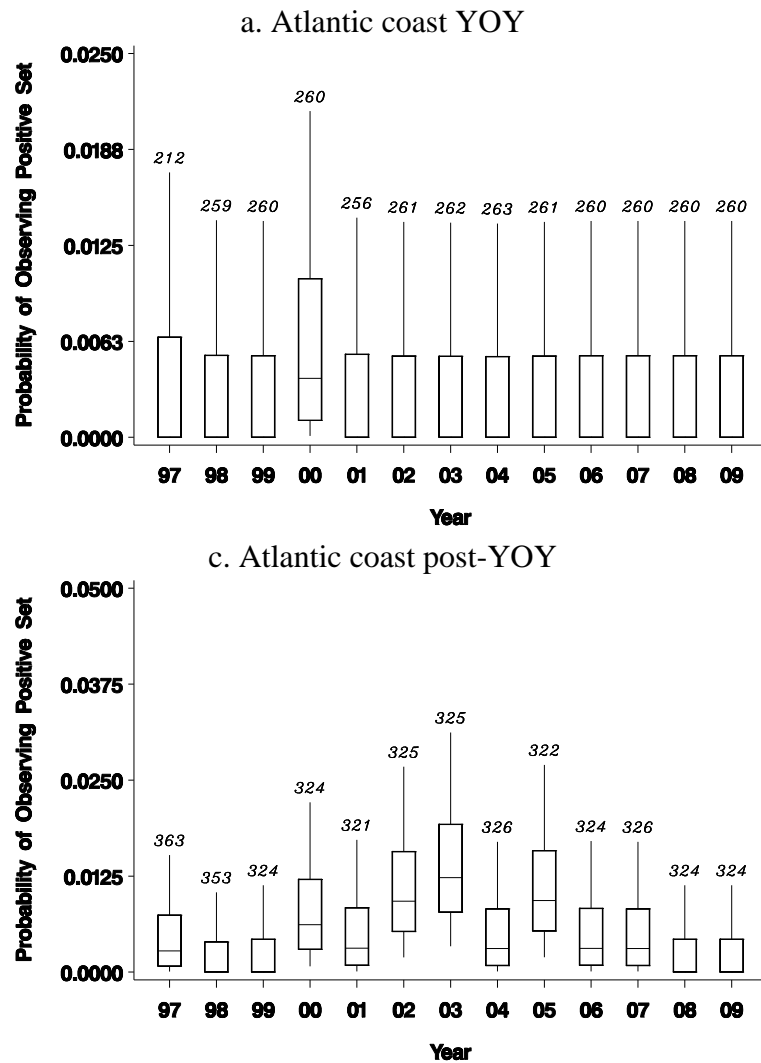 a. Atlantic coast YOY
Probability of Observing Positive Set
0.0250
0.0188
0.0125
0.0063
0.0000
212 259 260 260 256 261 262 263 261 260 260 260 260
97 98 99 00 01 02 03 04 05 06 07 08 09
Year
c. Atlantic coast post-YOY
Probability of Observing Positive Set
0.0500
0.0375
0.0250
0.0125
0.0000
363 353 324 324 321 325 325 326 322 324 326 324 324
97 98 99 00 01 02 03 04 05 06 07 08 09
Year